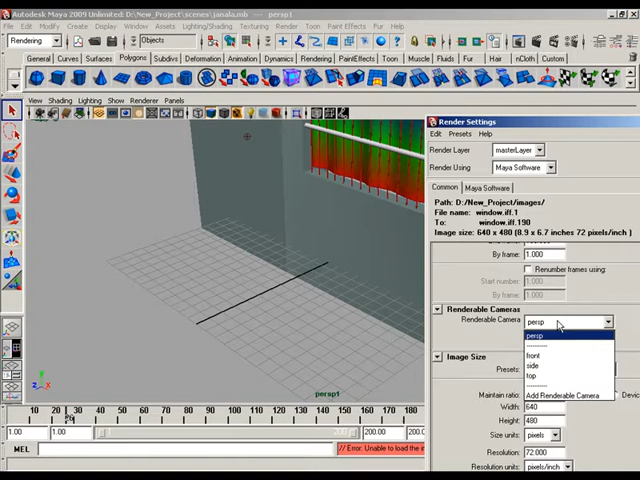 Autodesk Maya 2009 Unlimited: D:\New_Project\scenes\janala.mb --- persp1
File Edit Modify Create Display Window Assets Lighting/Shading Texturing Render Toon Paint Effects Fur Help
Rendering
Objects
General Curves Surfaces Polygons Subdivs Deformation Animation Dynamics Rendering PaintEffects Toon Muscle Fluids Fur Hair nCloth Custom
View Shading Lighting Show Renderer Panels
Render Settings
Edit Presets Help
Render Layer masterLayer
Render Using Maya Software
Common Maya Software
Path: D:/New_Project/images/
File name: window.iff.1
To: window.iff.190
Image size: 640 x 480 (8.9 x 6.7 inches 72 pixels/inch )
By frame: 1.000
Renumber frames using:
Start number: 1.000
By frame: 1.000
Renderable Cameras
Renderable Camera persp
persp
front
side
top
Add Renderable Camera
Image Size
Presets:
Maintain ratio:
Width: 640
Height: 480
Size units: pixels
Resolution: 72.000
Resolution units: pixels/inch
persp1
10 20 30 40 50 60 70 80 90 100 110 120 130 140 150 160 170 180 19
1.00 1.00 200.00 200.
MEL // Error: Unable to load the i